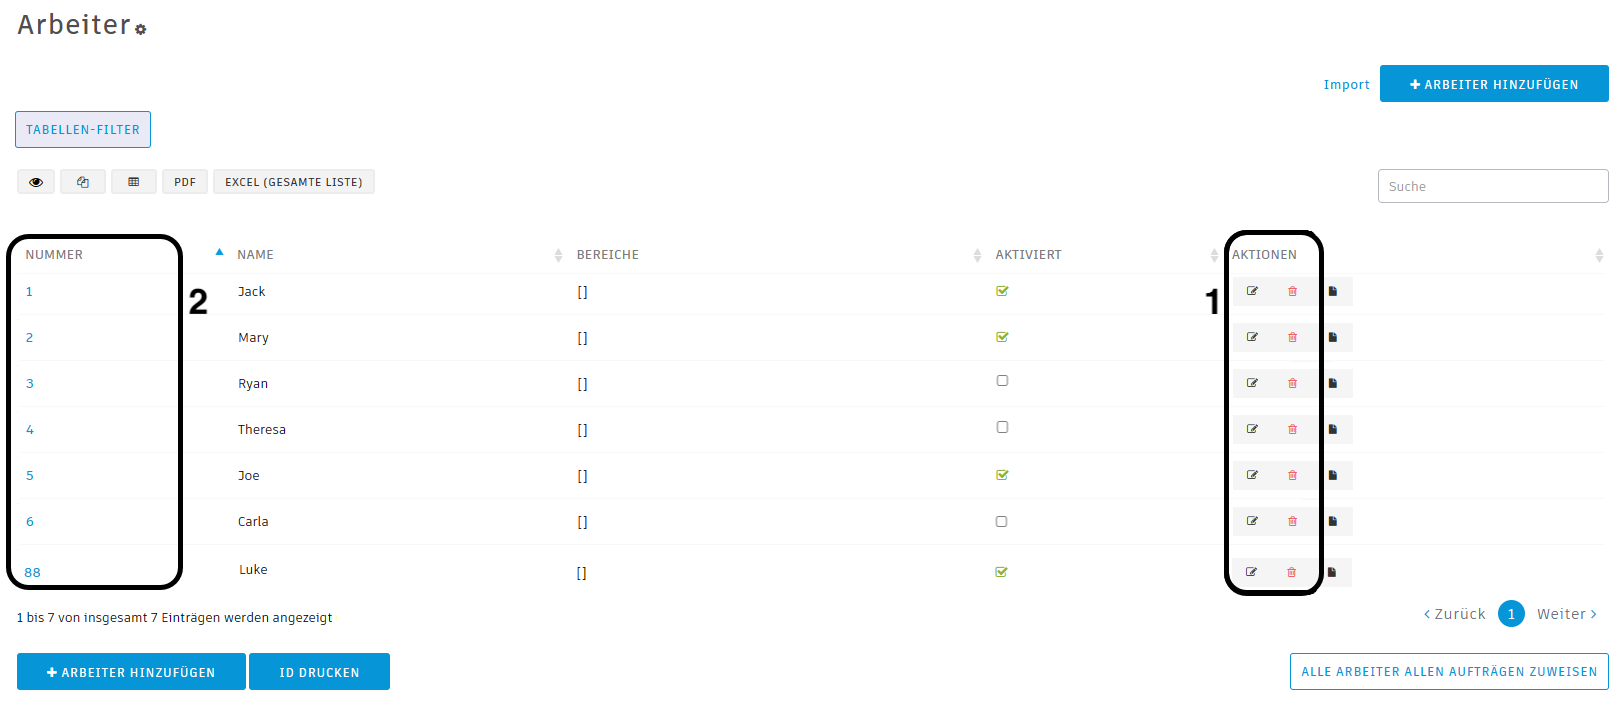 Arbeiter
Import
ARBEITER HINZUFÜGEN
TABELLEN-FILTER
PDF EXCEL (GESAMTE LISTE)
Suche
NUMMER NAME BEREICHE AKTIVIERT AKTIONEN
1 Jack []
2 1
2 Mary []
3 Ryan []
4 Theresa []
5 Joe []
6 Carla []
88 Luke []
1 bis 7 von insgesamt 7 Einträgen werden angezeigt
Zurück 1 Weiter
ARBEITER HINZUFÜGEN ID DRUCKEN
ALLE ARBEITER ALLEN AUFTRÄGEN ZUWEISEN